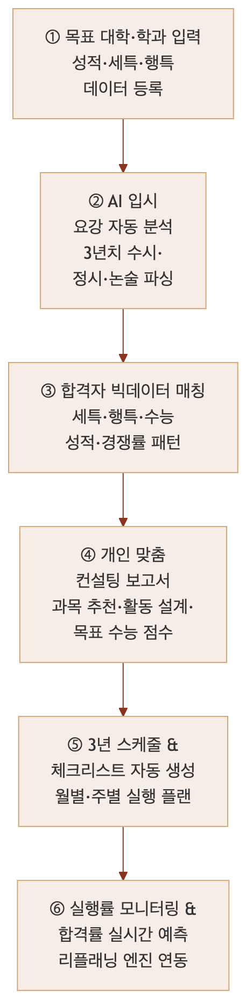 ① 목표 대학·학과 입력
성적·세특·행특
데이터 등록
② AI 입시
요강 자동 분석
3년치 수시·
정시·논술 파싱
③ 합격자 빅데이터 매칭
세특·행특·수능
성적·경쟁률 패턴
④ 개인 맞춤
컨설팅 보고서
과목 추천·활동 설계·
목표 수능 점수
⑤ 3년 스케줄 &
체크리스트 자동 생성
월별·주별 실행 플랜
⑥ 실행률 모니터링 &
합격률 실시간 예측
리플래닝 엔진 연동